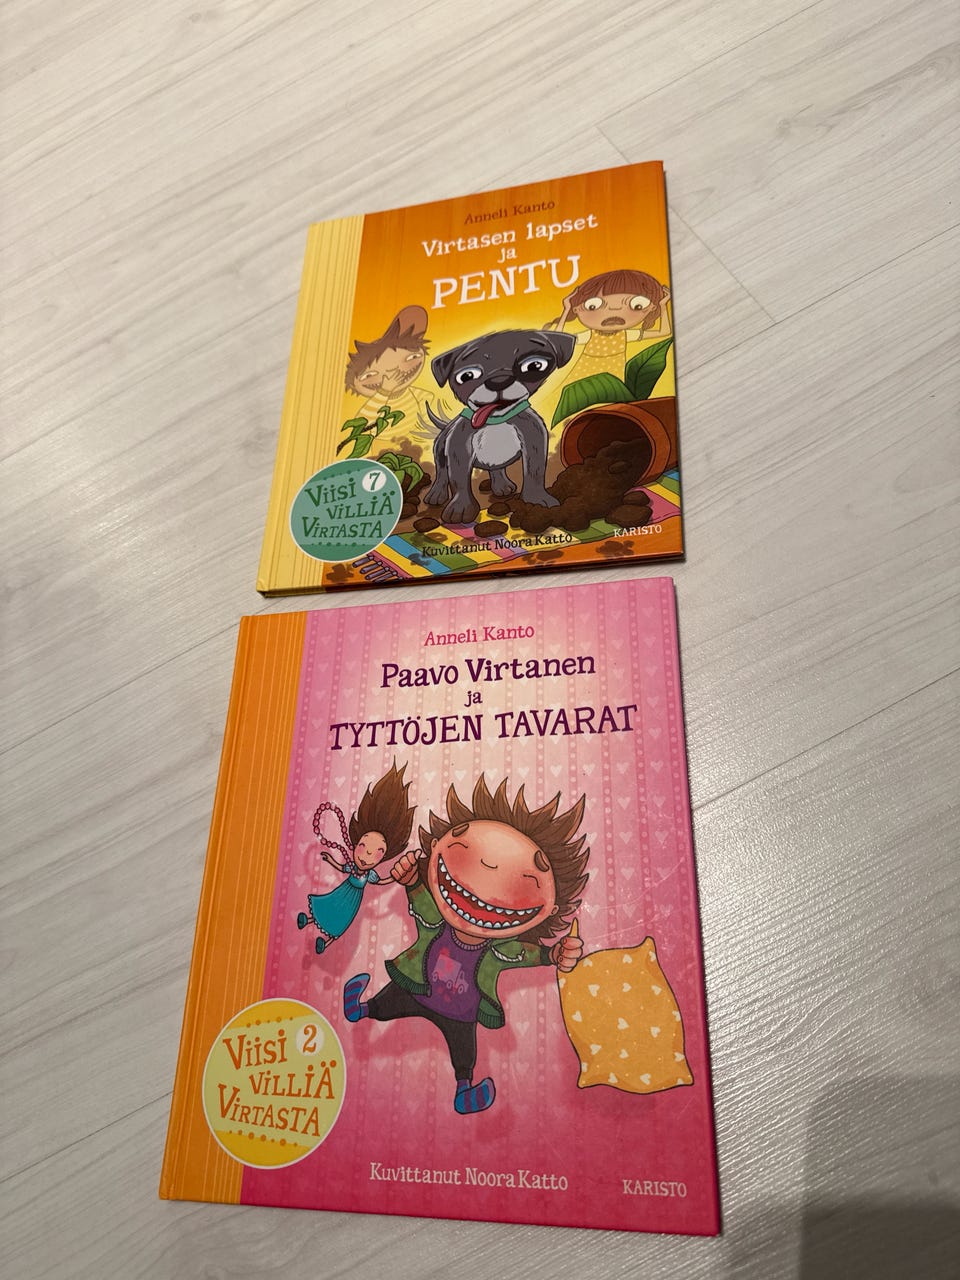 Anneli Kanto
Virtasen lapset
ja
PENTU
Viisi 7
VILLIÄ
VIRTASTA
Kuvittanut Noora Katto
KARISTO
Anneli Kanto
Paavo Virtanen
ja
TYTTÖJEN TAVARAT
Viisi 2
VILLIÄ
VIRTASTA
Kuvittanut Noora Katto
KARISTO